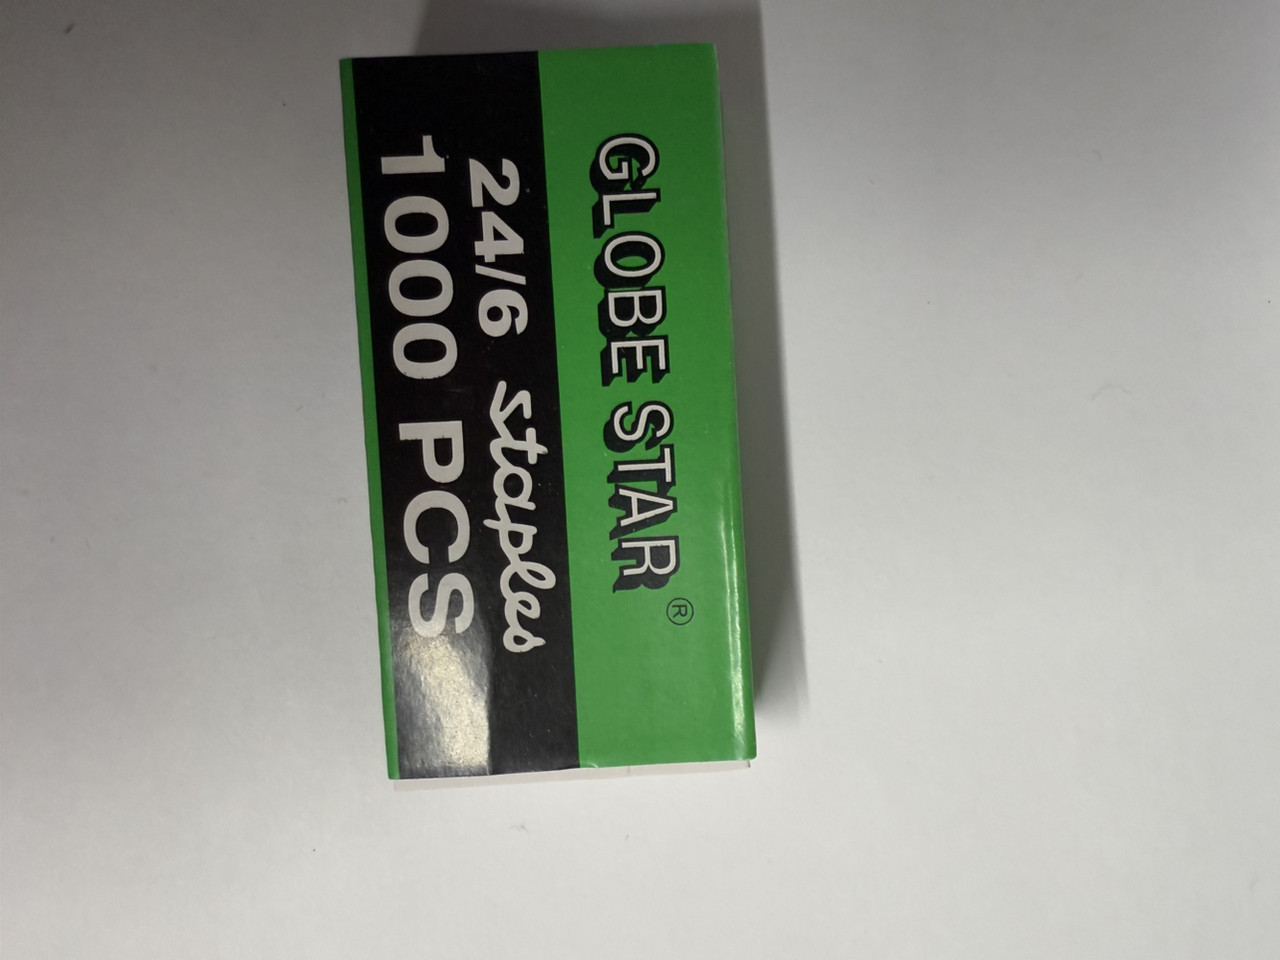 GLOBE STAR ®
24/6 staples
1000 PCS